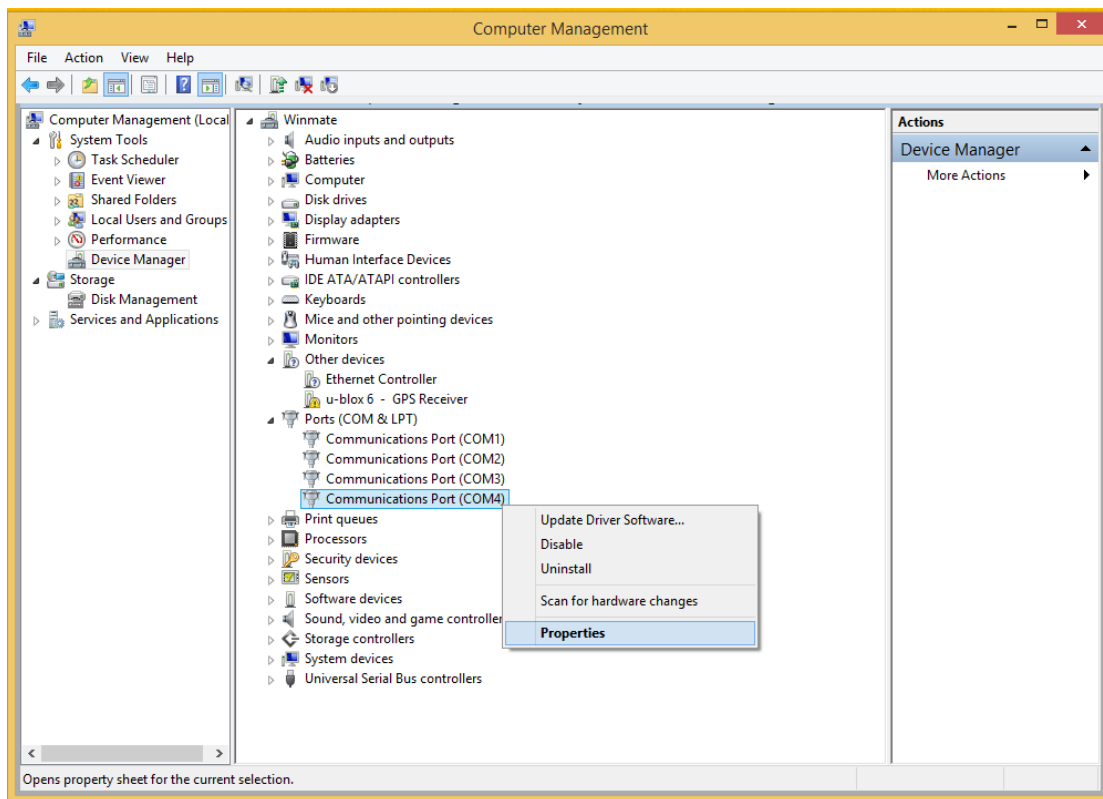 Computer Management
File Action View Help
Computer Management (Local
System Tools
Task Scheduler
Event Viewer
Shared Folders
Local Users and Groups
Performance
Device Manager
Storage
Disk Management
Services and Applications
Winmate
Audio inputs and outputs
Batteries
Computer
Disk drives
Display adapters
Firmware
Human Interface Devices
IDE ATA/ATAPI controllers
Keyboards
Mice and other pointing devices
Monitors
Other devices
Ethernet Controller
u-blox 6 - GPS Receiver
Ports (COM & LPT)
Communications Port (COM1)
Communications Port (COM2)
Communications Port (COM3)
Communications Port (COM4)
Print queues
Processors
Security devices
Sensors
Software devices
Sound, video and game controller
Storage controllers
System devices
Universal Serial Bus controllers
Update Driver Software...
Disable
Uninstall
Scan for hardware changes
Properties
Actions
Device Manager
More Actions
Opens property sheet for the current selection.